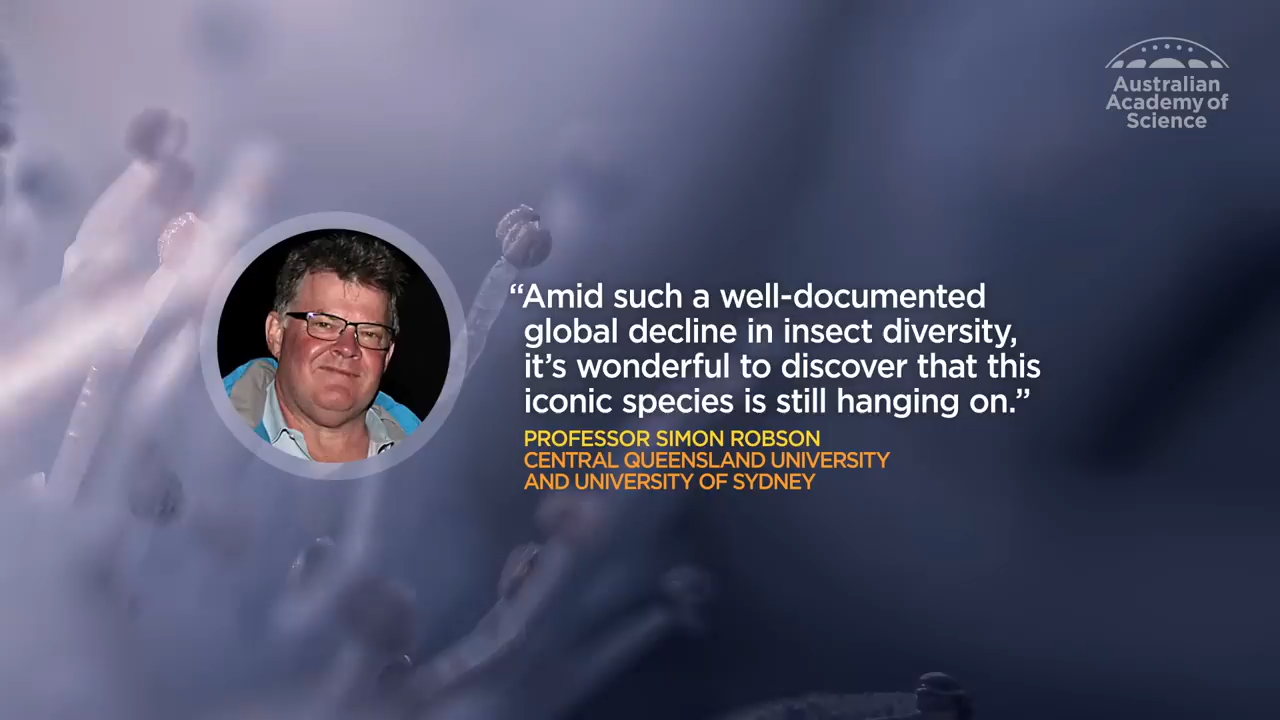 Australian
Academy of
Science
“Amid such a well-documented
global decline in insect diversity,
it’s wonderful to discover that this
iconic species is still hanging on.”
PROFESSOR SIMON ROBSON
CENTRAL QUEENSLAND UNIVERSITY
AND UNIVERSITY OF SYDNEY